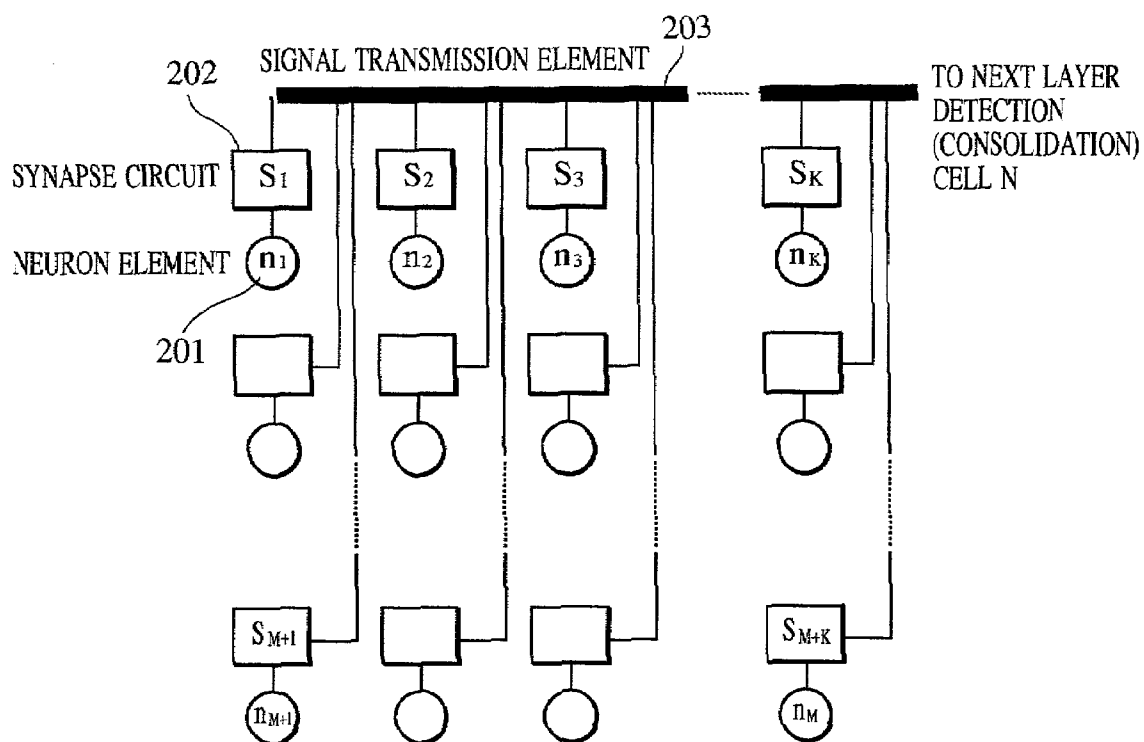 SIGNAL TRANSMISSION ELEMENT
203
202
TO NEXT LAYER
DETECTION
(CONSOLIDATION)
CELL N
SYNAPSE CIRCUIT
S1
S2
S3
SK
NEURON ELEMENT
n1
n2
n3
nK
201
SM+1
SM+K
nM+1
nM